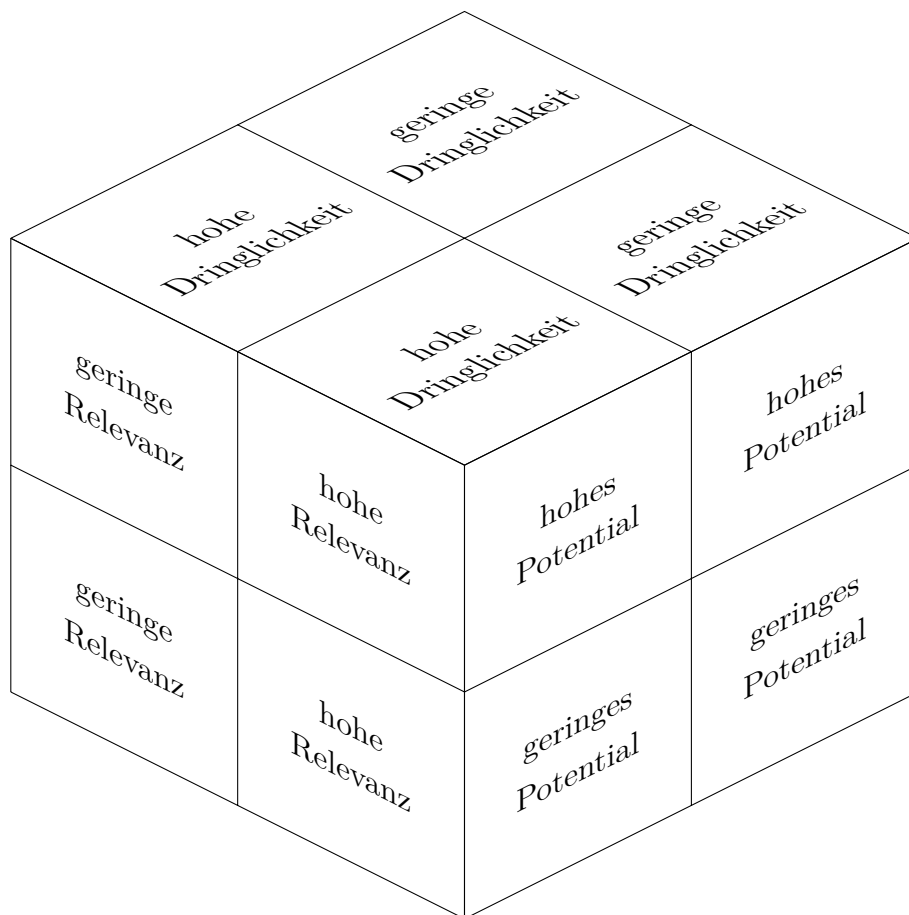 geringe
Dringlichkeit
hohe
Dringlichkeit
geringe
Dringlichkeit
hohe
Dringlichkeit
geringe
Relevanz
hohe
Relevanz
hohes
Potential
hohes
Potential
geringe
Relevanz
hohe
Relevanz
geringes
Potential
geringes
Potential